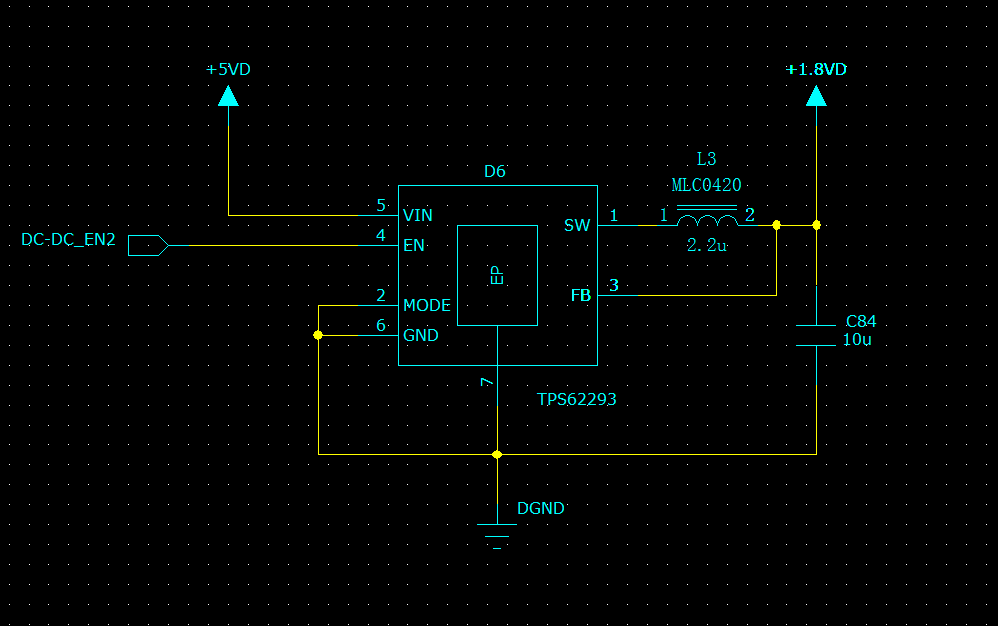 +5VD
+1.8VD
L3
MLC0420
D6
5
VIN
SW
1
1
2
2.2u
DC-DC_EN2
4
EN
EP
2
MODE
FB
3
6
GND
C84
10u
7
TPS62293
DGND